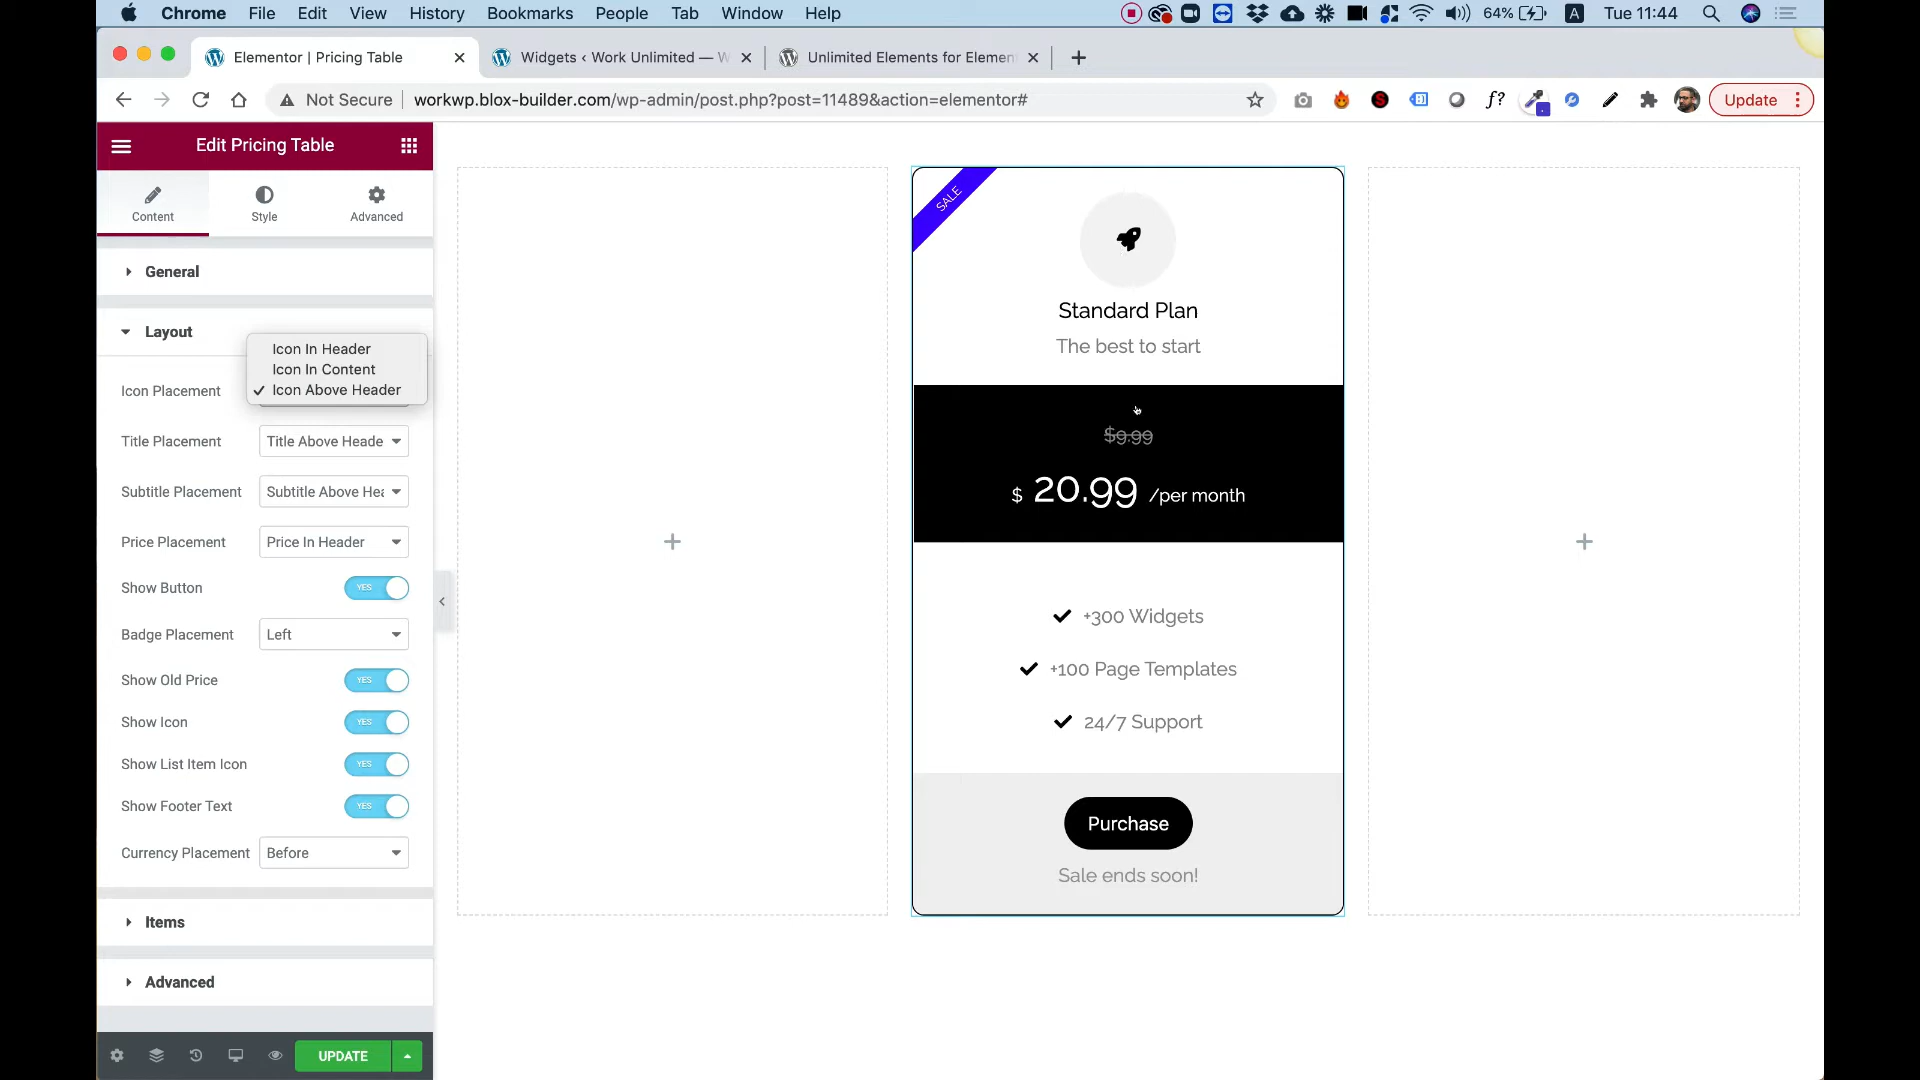 Chrome File Edit View History Bookmarks People Tab Window Help 64% A Tue 11:44
Elementor | Pricing Table
Widgets ‹ Work Unlimited — W
Unlimited Elements for Elemen
Not Secure workwp.blox-builder.com/wp-admin/post.php?post=11489&action=elementor#
S f? Update
Edit Pricing Table
Content Style Advanced
General
Layout
Icon In Header
Icon In Content
Icon Above Header
Icon Placement
Title Placement Title Above Heade
Subtitle Placement Subtitle Above Hea
Price Placement Price In Header
Show Button YES
Badge Placement Left
Show Old Price YES
Show Icon YES
Show List Item Icon YES
Show Footer Text YES
Currency Placement Before
Items
Advanced
UPDATE
SALE
Standard Plan
The best to start
$9.99
$ 20.99 /per month
+300 Widgets
+100 Page Templates
24/7 Support
Purchase
Sale ends soon!